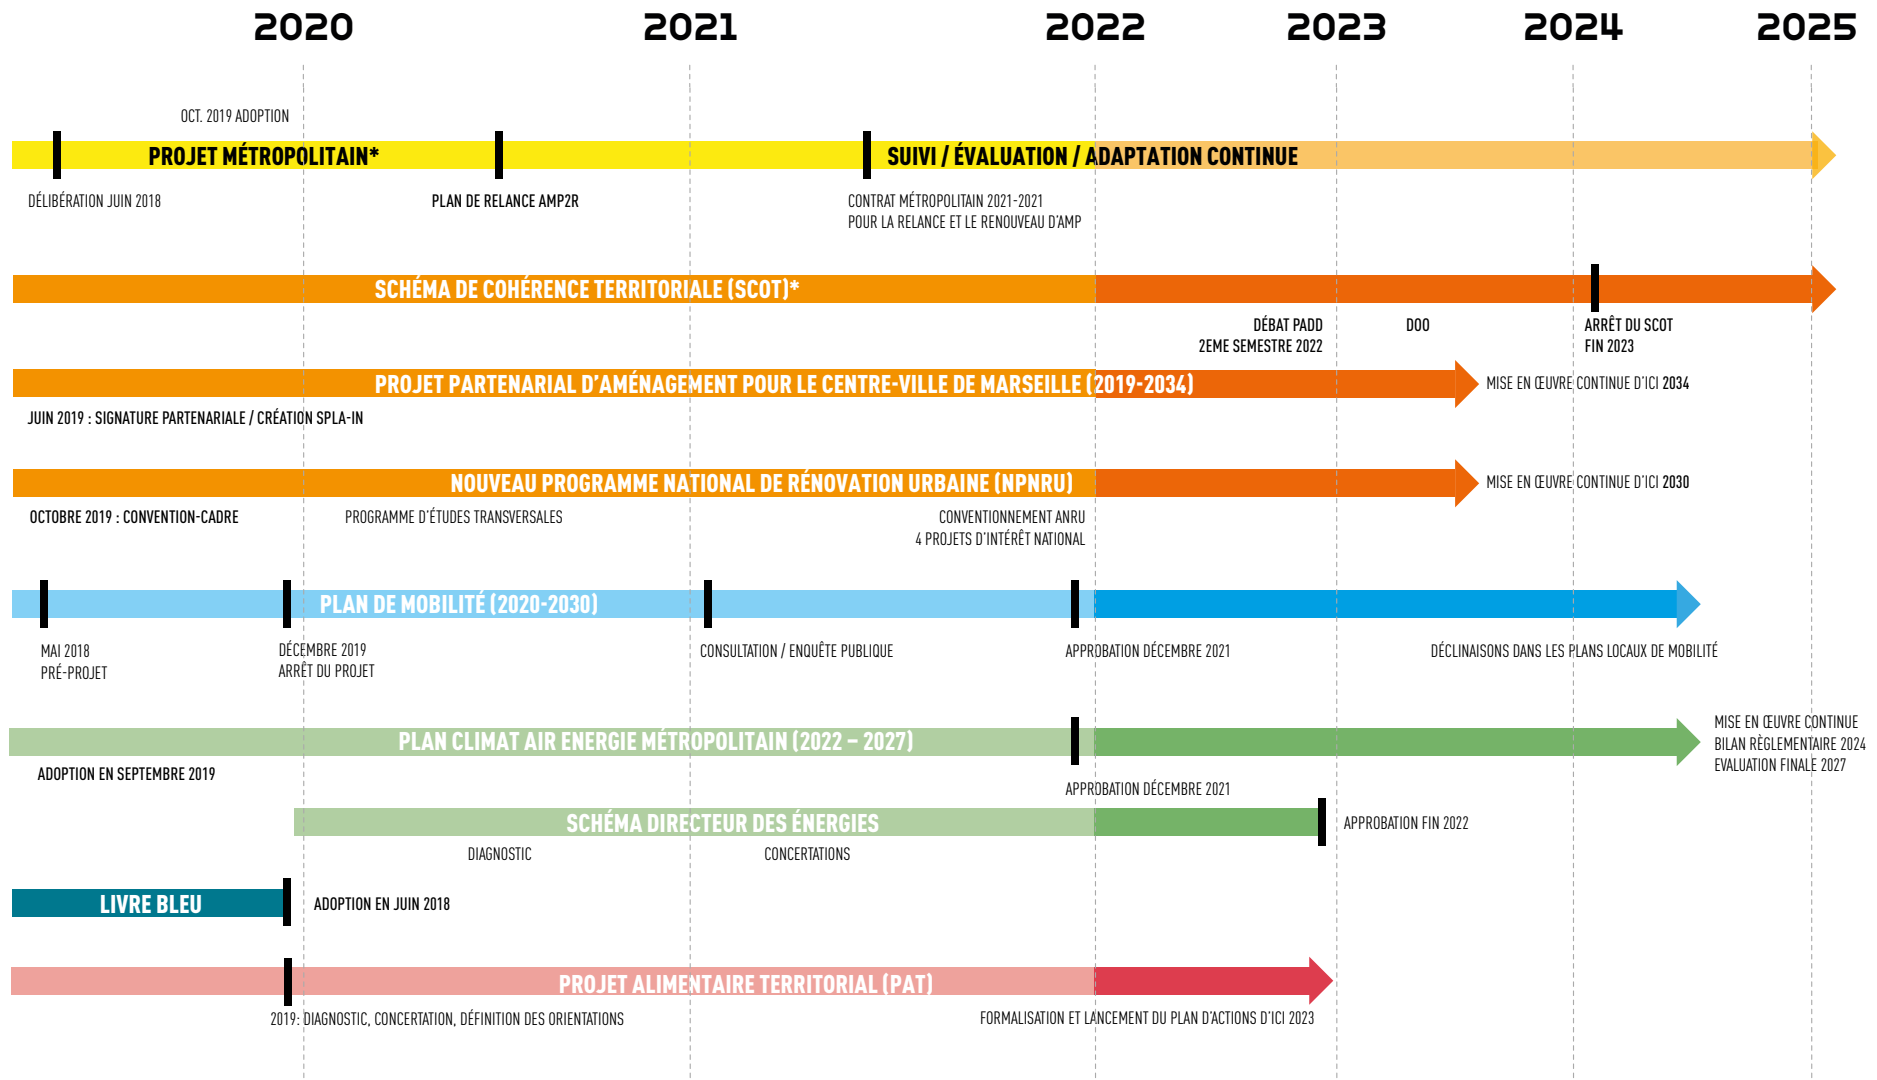 2020 2021 2022 2023 2024 2025
OCT. 2019 ADOPTION
PROJET MÉTROPOLITAIN*
SUIVI / ÉVALUATION / ADAPTATION CONTINUE
DÉLIBÉRATION JUIN 2018
PLAN DE RELANCE AMP2R
CONTRAT MÉTROPOLITAIN 2021-2021
POUR LA RELANCE ET LE RENOUVEAU D'AMP
SCHÉMA DE COHÉRENCE TERRITORIALE (SCOT)*
DÉBAT PADD
2EME SEMESTRE 2022
DOO
ARRÊT DU SCOT
FIN 2023
PROJET PARTENARIAL D'AMÉNAGEMENT POUR LE CENTRE-VILLE DE MARSEILLE (2019-2034)
MISE EN ŒUVRE CONTINUE D'ICI 2034
JUIN 2019 : SIGNATURE PARTENARIALE / CRÉATION SPLA-IN
NOUVEAU PROGRAMME NATIONAL DE RÉNOVATION URBAINE (NPNRU)
MISE EN ŒUVRE CONTINUE D'ICI 2030
OCTOBRE 2019 : CONVENTION-CADRE
PROGRAMME D'ÉTUDES TRANSVERSALES
CONVENTIONNEMENT ANRU
4 PROJETS D'INTÉRÊT NATIONAL
PLAN DE MOBILITÉ (2020-2030)
MAI 2018
PRÉ-PROJET
DÉCEMBRE 2019
ARRÊT DU PROJET
CONSULTATION / ENQUÊTE PUBLIQUE
APPROBATION DÉCEMBRE 2021
DÉCLINAISONS DANS LES PLANS LOCAUX DE MOBILITÉ
PLAN CLIMAT AIR ENERGIE MÉTROPOLITAIN (2022 – 2027)
MISE EN ŒUVRE CONTINUE
BILAN RÈGLEMENTAIRE 2024
EVALUATION FINALE 2027
ADOPTION EN SEPTEMBRE 2019
APPROBATION DÉCEMBRE 2021
SCHÉMA DIRECTEUR DES ÉNERGIES
APPROBATION FIN 2022
DIAGNOSTIC
CONCERTATIONS
LIVRE BLEU
ADOPTION EN JUIN 2018
PROJET ALIMENTAIRE TERRITORIAL (PAT)
2019: DIAGNOSTIC, CONCERTATION, DÉFINITION DES ORIENTATIONS
FORMALISATION ET LANCEMENT DU PLAN D'ACTIONS D'ICI 2023